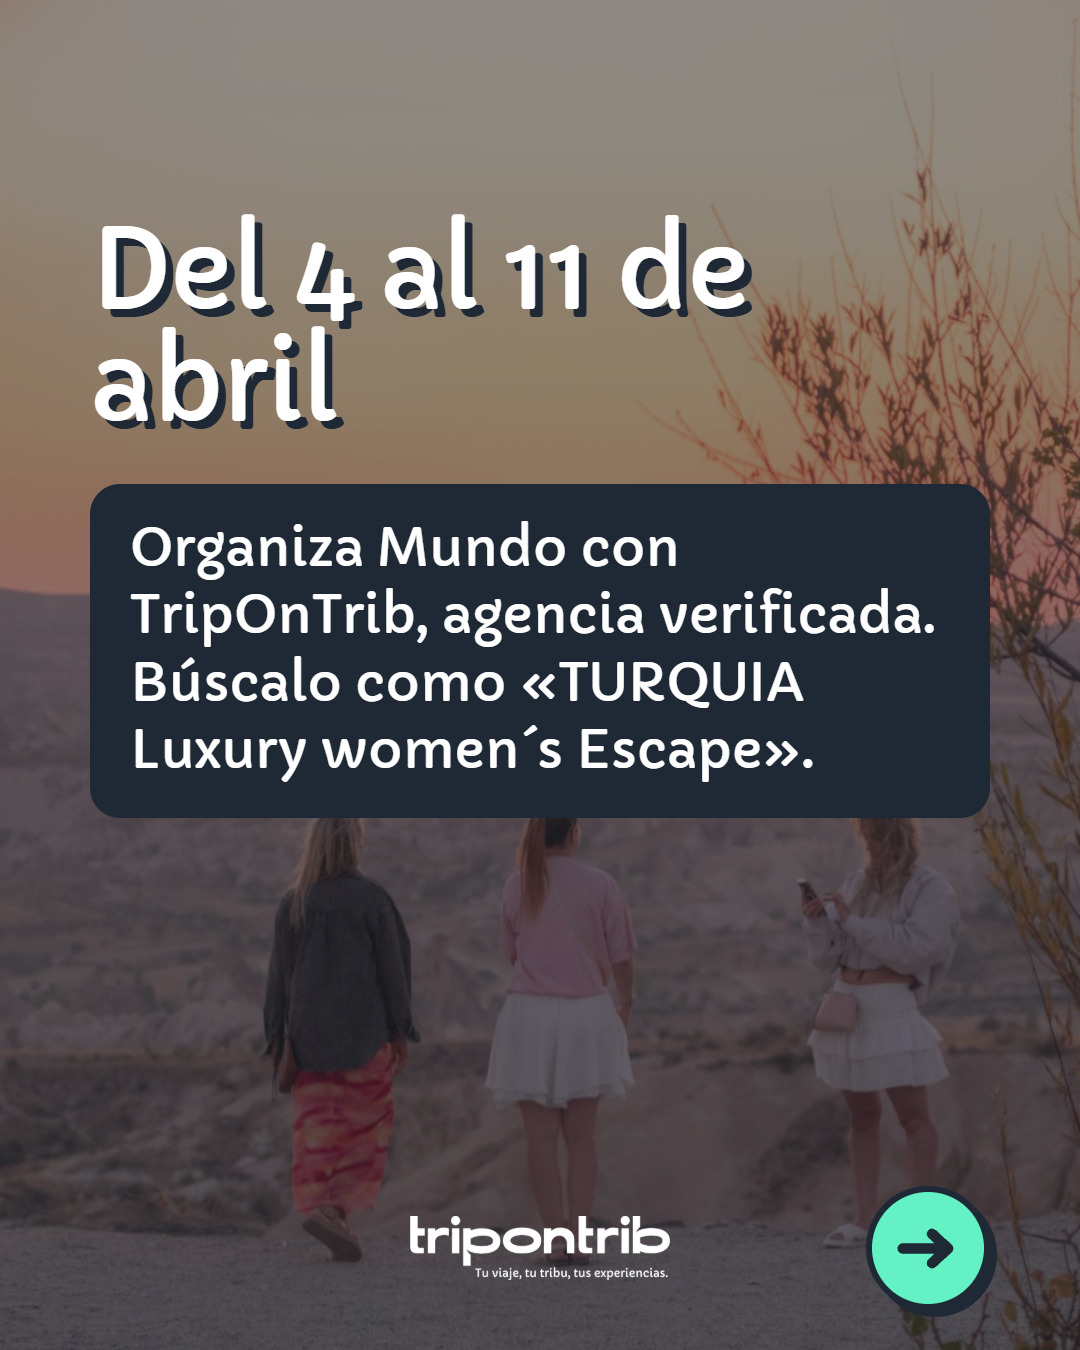 Del 4 al 11 de
abril
Organiza Mundo con
TripOnTrib, agencia verificada.
Búscalo como «TURQUIA
Luxury women´s Escape».
tripontrib
Tu viaje, tu tribu, tus experiencias.